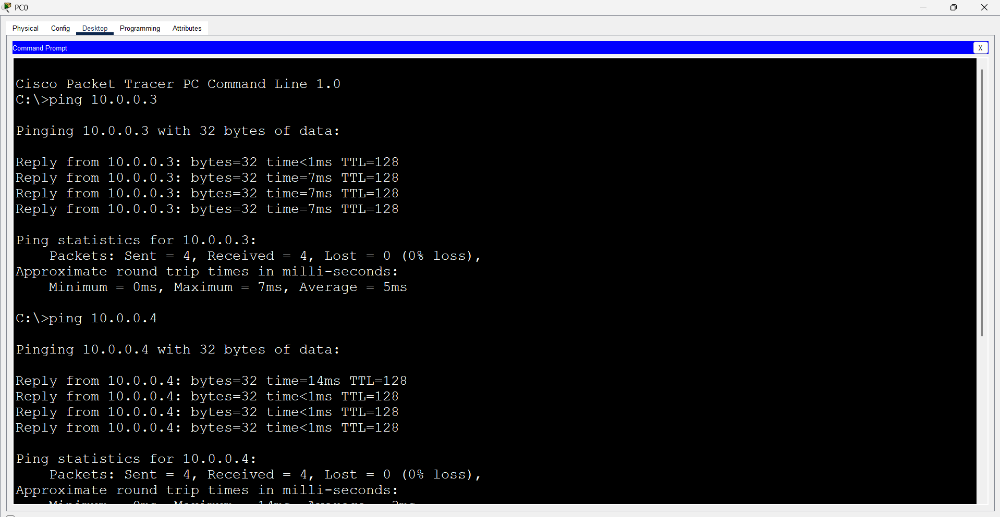 PC0
Physical Config Desktop Programming Attributes
Command Prompt X
Cisco Packet Tracer PC Command Line 1.0
C:\>ping 10.0.0.3
Pinging 10.0.0.3 with 32 bytes of data:
Reply from 10.0.0.3: bytes=32 time<1ms TTL=128
Reply from 10.0.0.3: bytes=32 time=7ms TTL=128
Reply from 10.0.0.3: bytes=32 time=7ms TTL=128
Reply from 10.0.0.3: bytes=32 time=7ms TTL=128
Ping statistics for 10.0.0.3:
    Packets: Sent = 4, Received = 4, Lost = 0 (0% loss),
Approximate round trip times in milli-seconds:
    Minimum = 0ms, Maximum = 7ms, Average = 5ms
C:\>ping 10.0.0.4
Pinging 10.0.0.4 with 32 bytes of data:
Reply from 10.0.0.4: bytes=32 time=14ms TTL=128
Reply from 10.0.0.4: bytes=32 time<1ms TTL=128
Reply from 10.0.0.4: bytes=32 time<1ms TTL=128
Reply from 10.0.0.4: bytes=32 time<1ms TTL=128
Ping statistics for 10.0.0.4:
    Packets: Sent = 4, Received = 4, Lost = 0 (0% loss),
Approximate round trip times in milli-seconds: